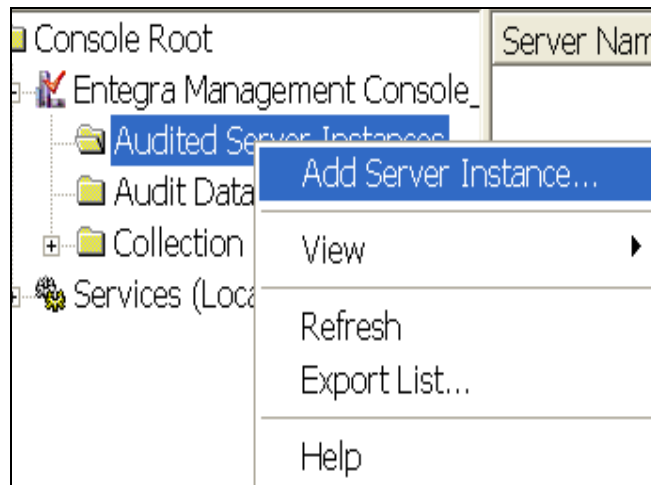 Console Root
Server Nam
Entegra Management Console_
Audited Server Instances
Add Server Instance...
Audit Data
Collection
View
Services (Loca
Refresh
Export List...
Help